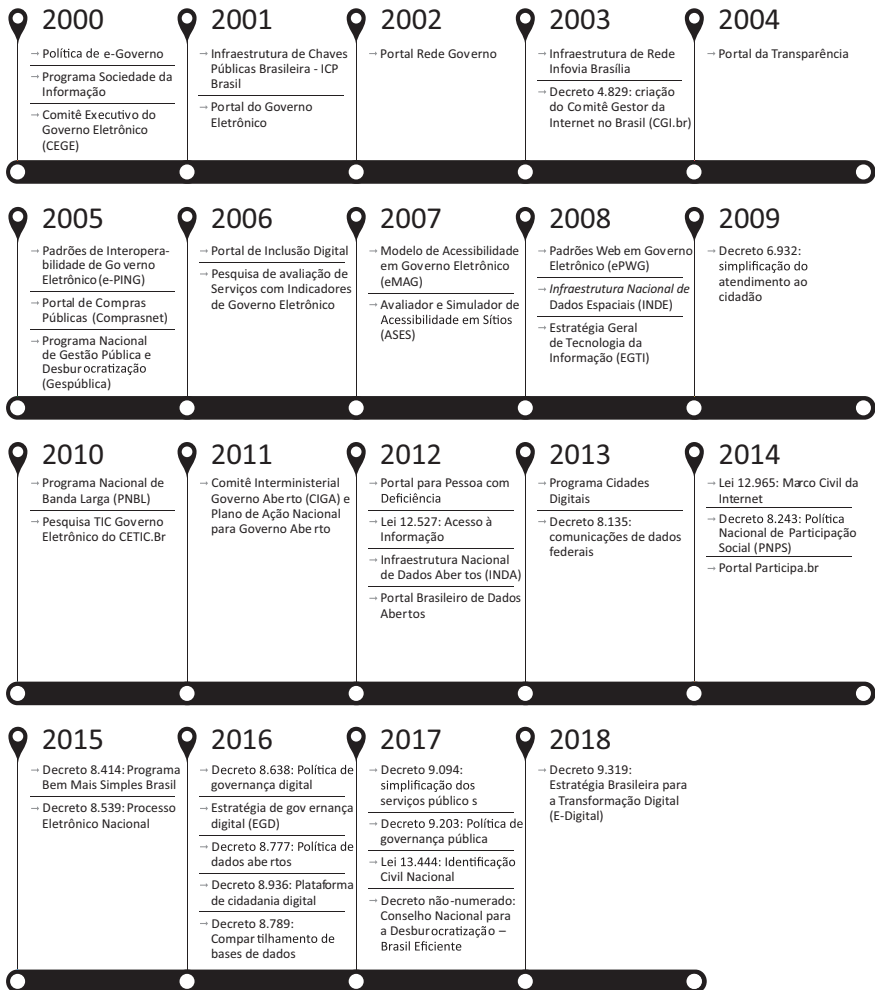 2000
→ Política de e-Governo
→ Programa Sociedade da
Informação
→ Comitê Executivo do
Governo Eletrônico
(CEGE)
2001
→ Infraestrutura de Chaves
Públicas Brasileira - ICP
Brasil
→ Portal do Governo
Eletrônico
2002
→ Portal Rede Governo
2003
→ Infraestrutura de Rede
Infovia Brasília
→ Decreto 4.829: criação
do Comitê Gestor da
Internet no Brasil (CGI.br)
2004
→ Portal da Transparência
2005
→ Padrões de Interopera-
bilidade de Go verno
Eletrônico (e-PING)
→ Portal de Compras
Públicas (Comprasnet)
→ Programa Nacional
de Gestão Pública e
Desbur ocratização
(Gespública)
2006
→ Portal de Inclusão Digital
→ Pesquisa de avaliação de
Serviços com Indicadores
de Governo Eletrônico
2007
→ Modelo de Acessibilidade
em Governo Eletrônico
(eMAG)
→ Avaliador e Simulador de
Acessibilidade em Sítios
(ASES)
2008
→ Padrões Web em Governo
Eletrônico (ePWG)
→ Infraestrutura Nacional de
Dados Espaciais (INDE)
→ Estratégia Geral
de Tecnologia da
Informação (EGTI)
2009
→ Decreto 6.932:
simplificação do
atendimento ao
cidadão
2010
→ Programa Nacional de
Banda Larga (PNBL)
→ Pesquisa TIC Governo
Eletrônico do CETIC.Br
2011
→ Comitê Interministerial
Governo Abe rto (CIGA) e
Plano de Ação Nacional
para Governo Abe rto
2012
→ Portal para Pessoa com
Deficiência
→ Lei 12.527: Acesso à
Informação
→ Infraestrutura Nacional
de Dados Aber tos (INDA)
→ Portal Brasileiro de Dados
Abertos
2013
→ Programa Cidades
Digitais
→ Decreto 8.135:
comunicações de dados
federais
2014
→ Lei 12.965: Marco Civil da
Internet
→ Decreto 8.243: Política
Nacional de Participação
Social (PNPS)
→ Portal Participa.br
2015
→ Decreto 8.414: Programa
Bem Mais Simples Brasil
→ Decreto 8.539: Processo
Eletrônico Nacional
2016
→ Decreto 8.638: Política de
governança digital
→ Estratégia de gov ernança
digital (EGD)
→ Decreto 8.777: Política de
dados abe rtos
→ Decreto 8.936: Plataforma
de cidadania digital
→ Decreto 8.789:
Compar tilhamento de
bases de dados
2017
→ Decreto 9.094:
simplificação dos
serviços público s
→ Decreto 9.203: Política de
governança pública
→ Lei 13.444: Identificação
Civil Nacional
→ Decreto não-numerado:
Conselho Nacional para
a Desbur ocratização –
Brasil Eficiente
2018
→ Decreto 9.319:
Estratégia Brasileira para
a Transformação Digital
(E-Digital)